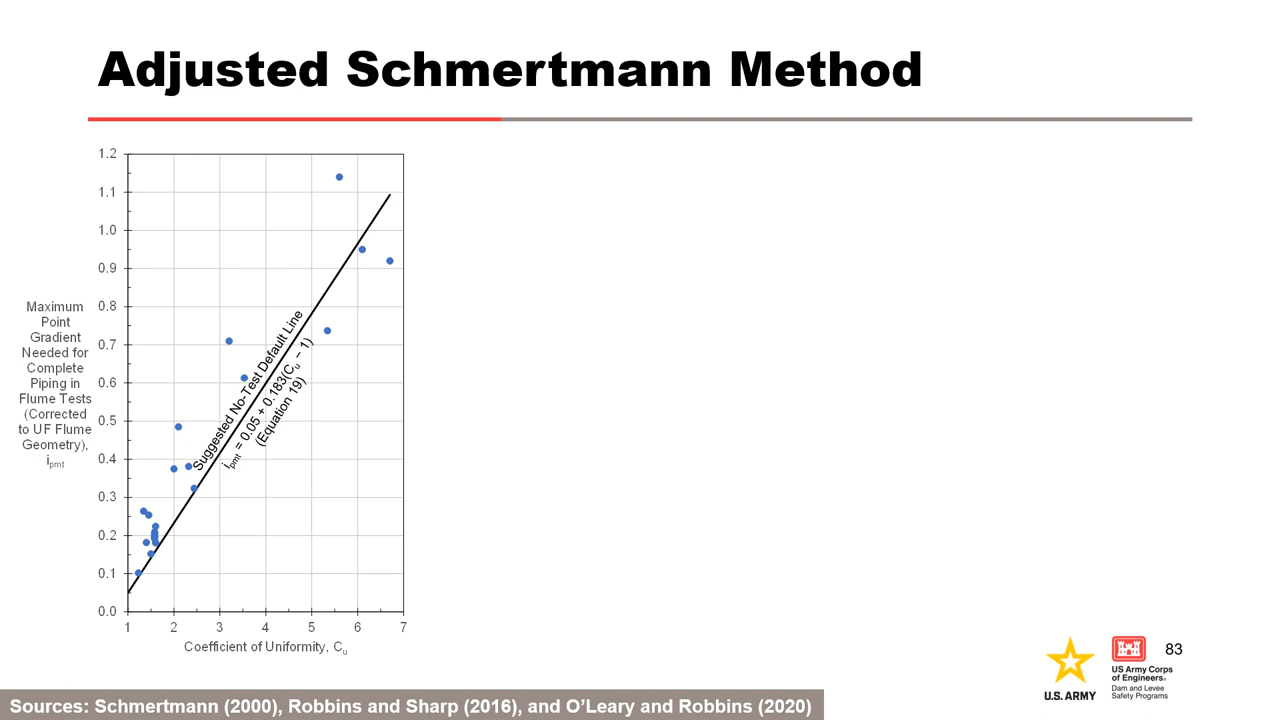 Adjusted Schmertmann Method
1.2
1.1
1.0
0.9
0.8
0.7
0.6
0.5
0.4
0.3
0.2
0.1
0.0
Maximum
Point
Gradient
Needed for
Complete
Piping in
Flume Tests
(Corrected
to UF Flume
Geometry),
ipmt
Suggested No-Test Default Line
ipmt = 0.05 + 0.183(Cu − 1)
(Equation 19)
1 2 3 4 5 6 7
Coefficient of Uniformity, Cu
83
U.S. ARMY
US Army Corps
of Engineers®
Dam and Levee
Safety Programs
Sources: Schmertmann (2000), Robbins and Sharp (2016), and O’Leary and Robbins (2020)